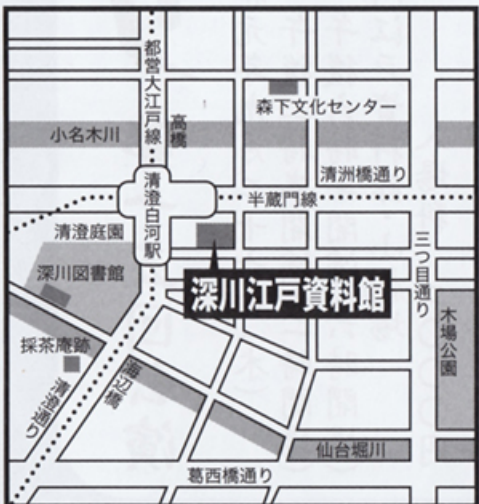 都営大江戸線
高橋
森下文化センター
小名木川
清洲橋通り
清澄白河駅
半蔵門線
清澄庭園
深川図書館
深川江戸資料館
三つ目通り
木場公園
採茶庵跡
清澄通り
海辺橋
仙台堀川
葛西橋通り